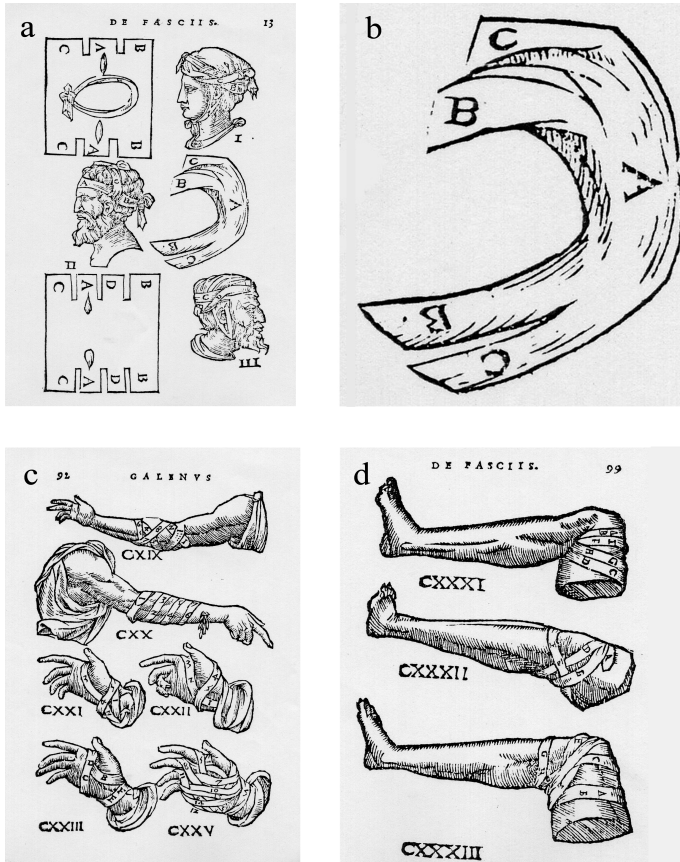 a
DE FASCIIS. 13
C A B
C A B
I
C
B
A
B
C
II
C A D B
C A D B
III
b
C
B
A
B
C
c
92 GALENVS
CXIX
CXX
CXXI CXXII
CXXIII CXXV
d
DE FASCIIS. 99
CXXXI
CXXXII
CXXXIII